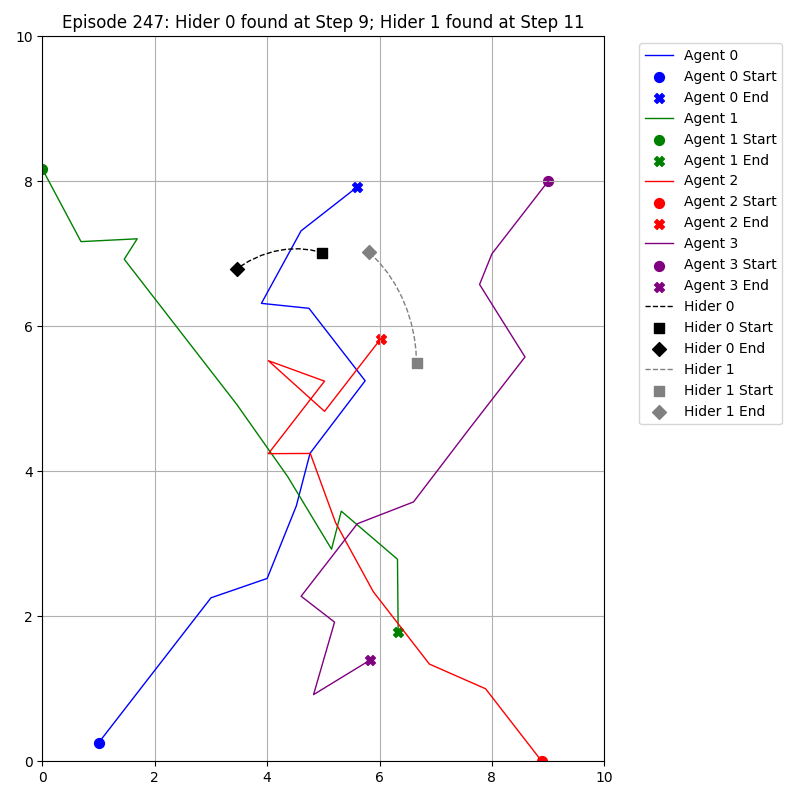 Episode 247: Hider 0 found at Step 9; Hider 1 found at Step 11
10
8
6
4
2
0
0
2
4
6
8
10
Agent 0
Agent 0 Start
Agent 0 End
Agent 1
Agent 1 Start
Agent 1 End
Agent 2
Agent 2 Start
Agent 2 End
Agent 3
Agent 3 Start
Agent 3 End
Hider 0
Hider 0 Start
Hider 0 End
Hider 1
Hider 1 Start
Hider 1 End